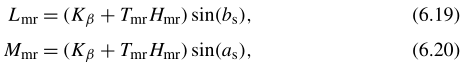 L_mr = (K_β + T_mr H_mr) sin(b_s), (6.19)
M_mr = (K_β + T_mr H_mr) sin(a_s), (6.20)